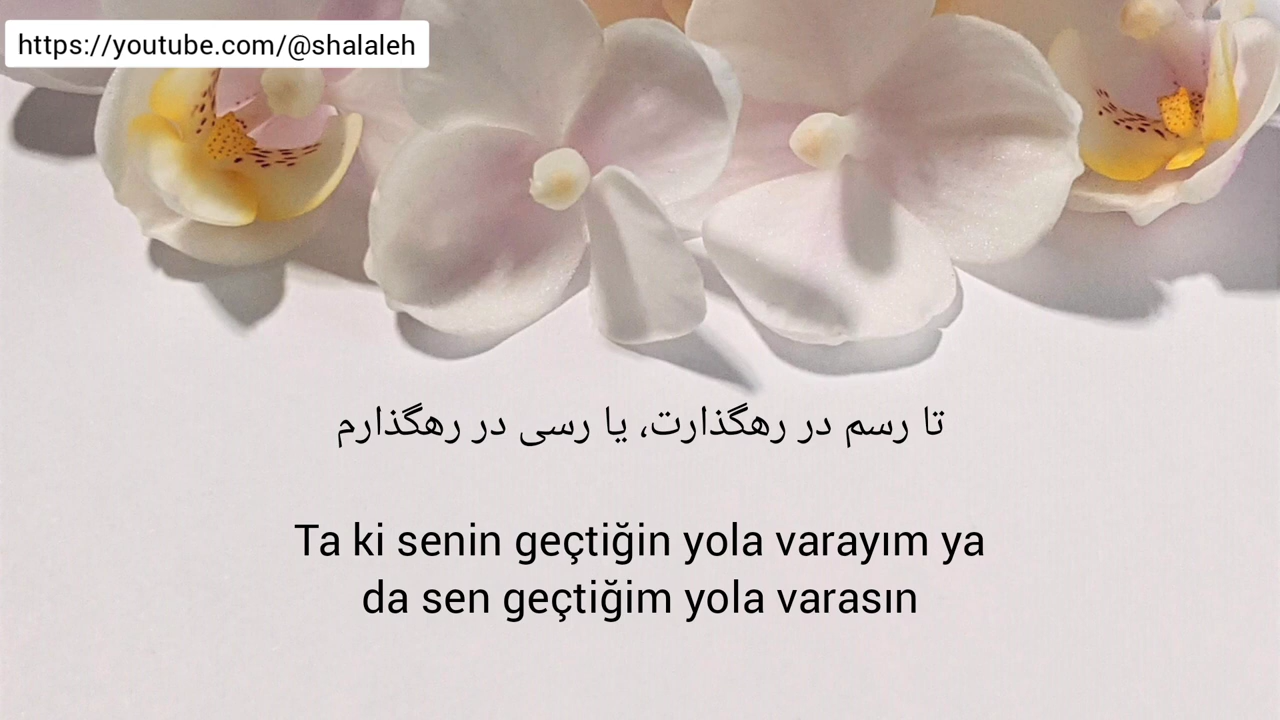 https://youtube.com/@shalaleh
تا رسم در رهگذارت، یا رسی در رهگذارم
Ta ki senin geçtiğin yola varayım ya
da sen geçtiğim yola varasın